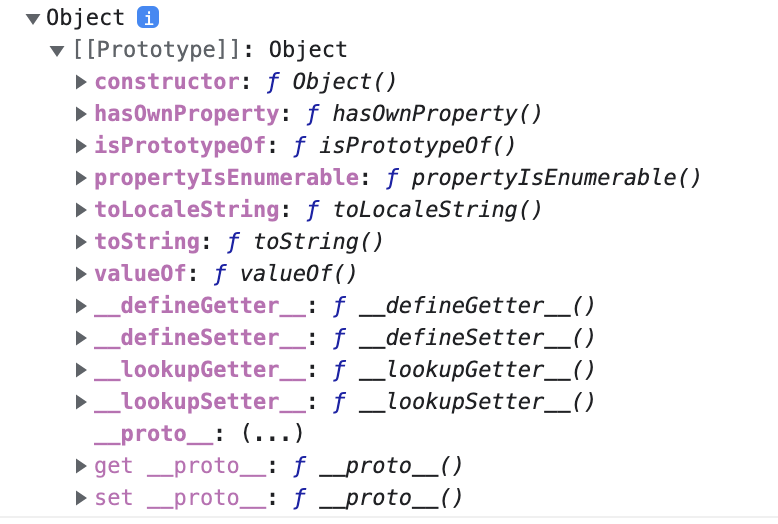 Object i
[[Prototype]]: Object
constructor: ƒ Object()
hasOwnProperty: ƒ hasOwnProperty()
isPrototypeOf: ƒ isPrototypeOf()
propertyIsEnumerable: ƒ propertyIsEnumerable()
toLocaleString: ƒ toLocaleString()
toString: ƒ toString()
valueOf: ƒ valueOf()
__defineGetter__: ƒ __defineGetter__()
__defineSetter__: ƒ __defineSetter__()
__lookupGetter__: ƒ __lookupGetter__()
__lookupSetter__: ƒ __lookupSetter__()
__proto__: (...)
get __proto__: ƒ __proto__()
set __proto__: ƒ __proto__()